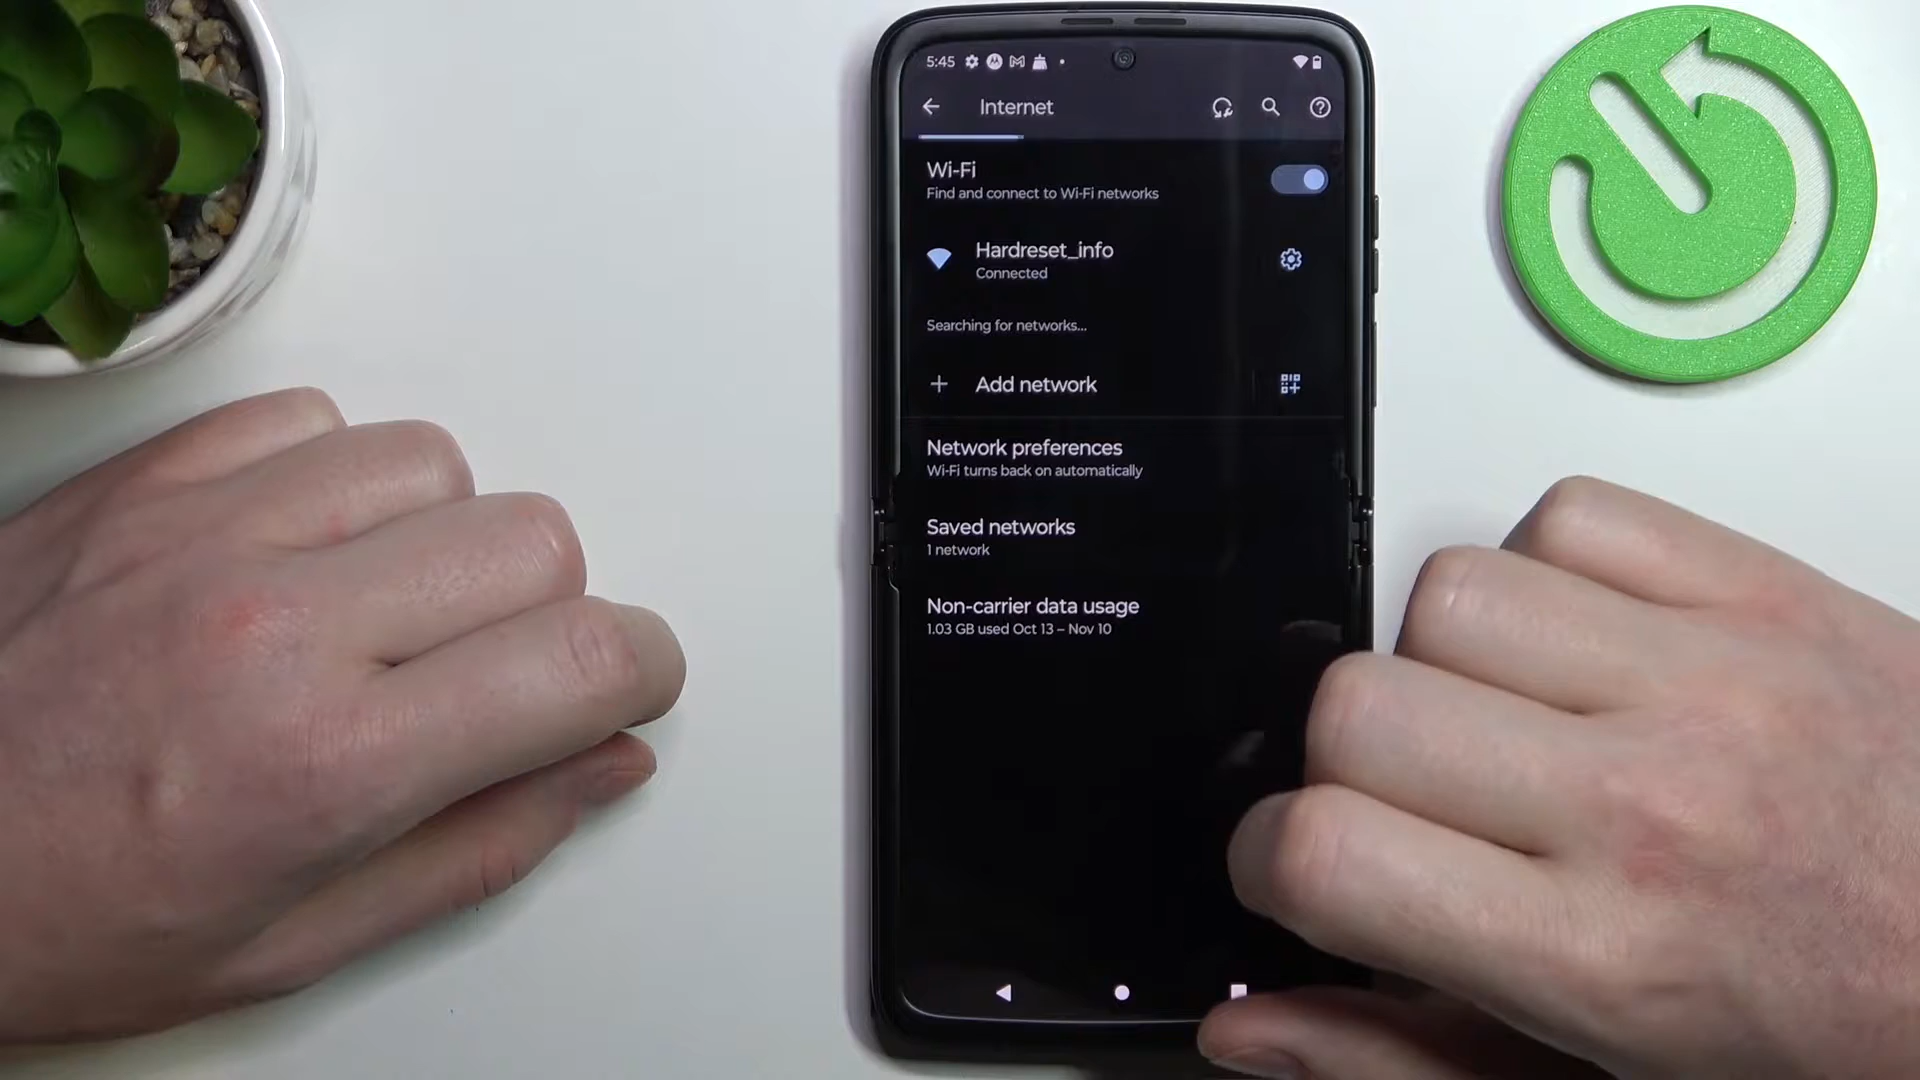 5:45
Internet
Wi-Fi
Find and connect to Wi-Fi networks
Hardreset_info
Connected
Searching for networks...
Add network
Network preferences
Wi-Fi turns back on automatically
Saved networks
1 network
Non-carrier data usage
1.03 GB used Oct 13 – Nov 10